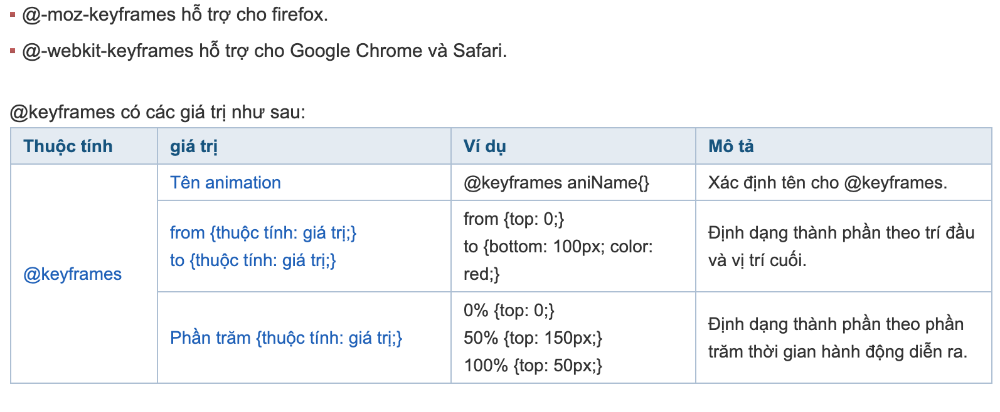 @-moz-keyframes hỗ trợ cho firefox.
@-webkit-keyframes hỗ trợ cho Google Chrome và Safari.
@keyframes có các giá trị như sau:
Thuộc tính giá trị Ví dụ Mô tả
@keyframes
Tên animation
@keyframes aniName{}
Xác định tên cho @keyframes.
from {thuộc tính: giá trị;}
to {thuộc tính: giá trị;}
from {top: 0;}
to {bottom: 100px; color:
red;}
Định dạng thành phần theo trí đầu
và vị trí cuối.
Phần trăm {thuộc tính: giá trị;}
0% {top: 0;}
50% {top: 150px;}
100% {top: 50px;}
Định dạng thành phần theo phần
trăm thời gian hành động diễn ra.